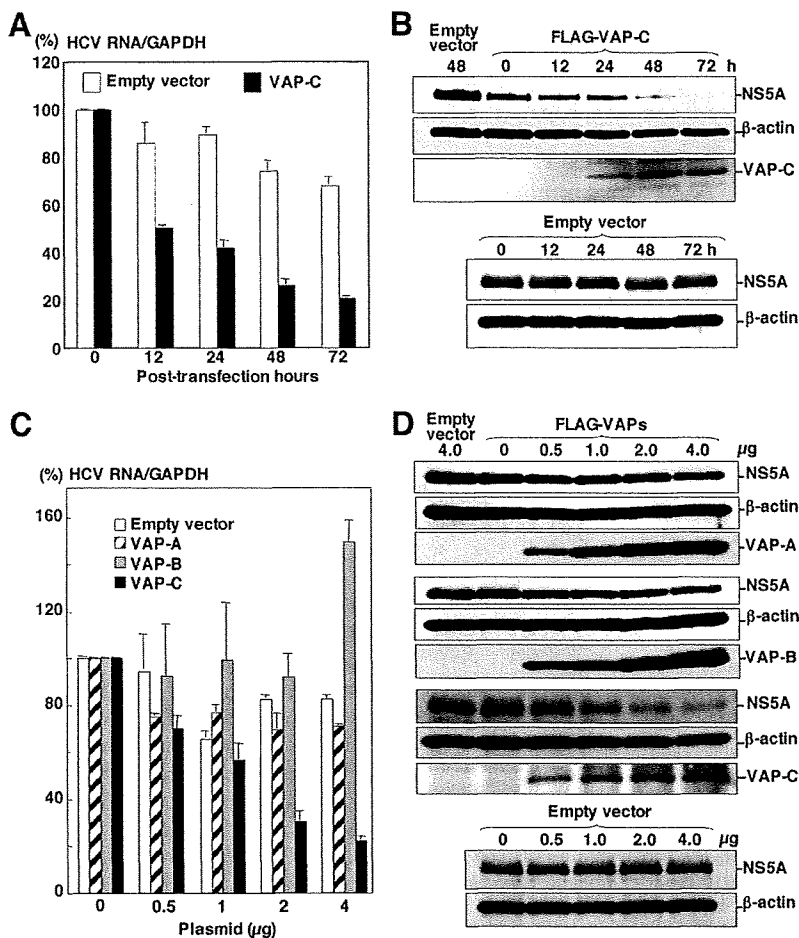 A
(%) HCV RNA/GAPDH
120
100
80
60
40
20
0
Empty vector
VAP-C
0 12 24 48 72
Post-transfection hours
B
Empty
vector
FLAG-VAP-C
48 0 12 24 48 72 h
NS5A
β-actin
VAP-C
Empty vector
0 12 24 48 72 h
NS5A
β-actin
C
(%) HCV RNA/GAPDH
160
120
80
40
0
Empty vector
VAP-A
VAP-B
VAP-C
0 0.5 1 2 4
Plasmid (µg)
D
Empty
vector
FLAG-VAPs
4.0 0 0.5 1.0 2.0 4.0 µg
NS5A
β-actin
VAP-A
NS5A
β-actin
VAP-B
NS5A
β-actin
VAP-C
Empty vector
0 0.5 1.0 2.0 4.0 µg
NS5A
β-actin